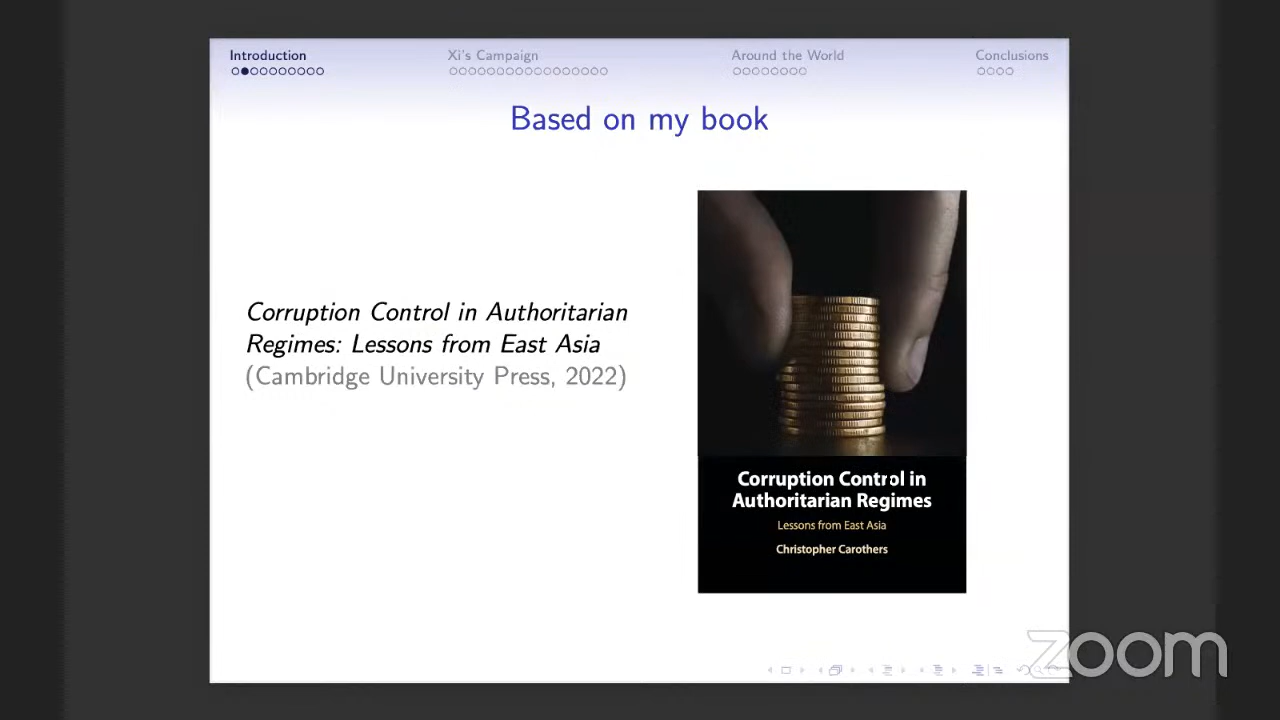 Introduction
Xi's Campaign
Around the World
Conclusions
Based on my book
Corruption Control in Authoritarian
Regimes: Lessons from East Asia
(Cambridge University Press, 2022)
Corruption Control in
Authoritarian Regimes
Lessons from East Asia
Christopher Carothers
zoom